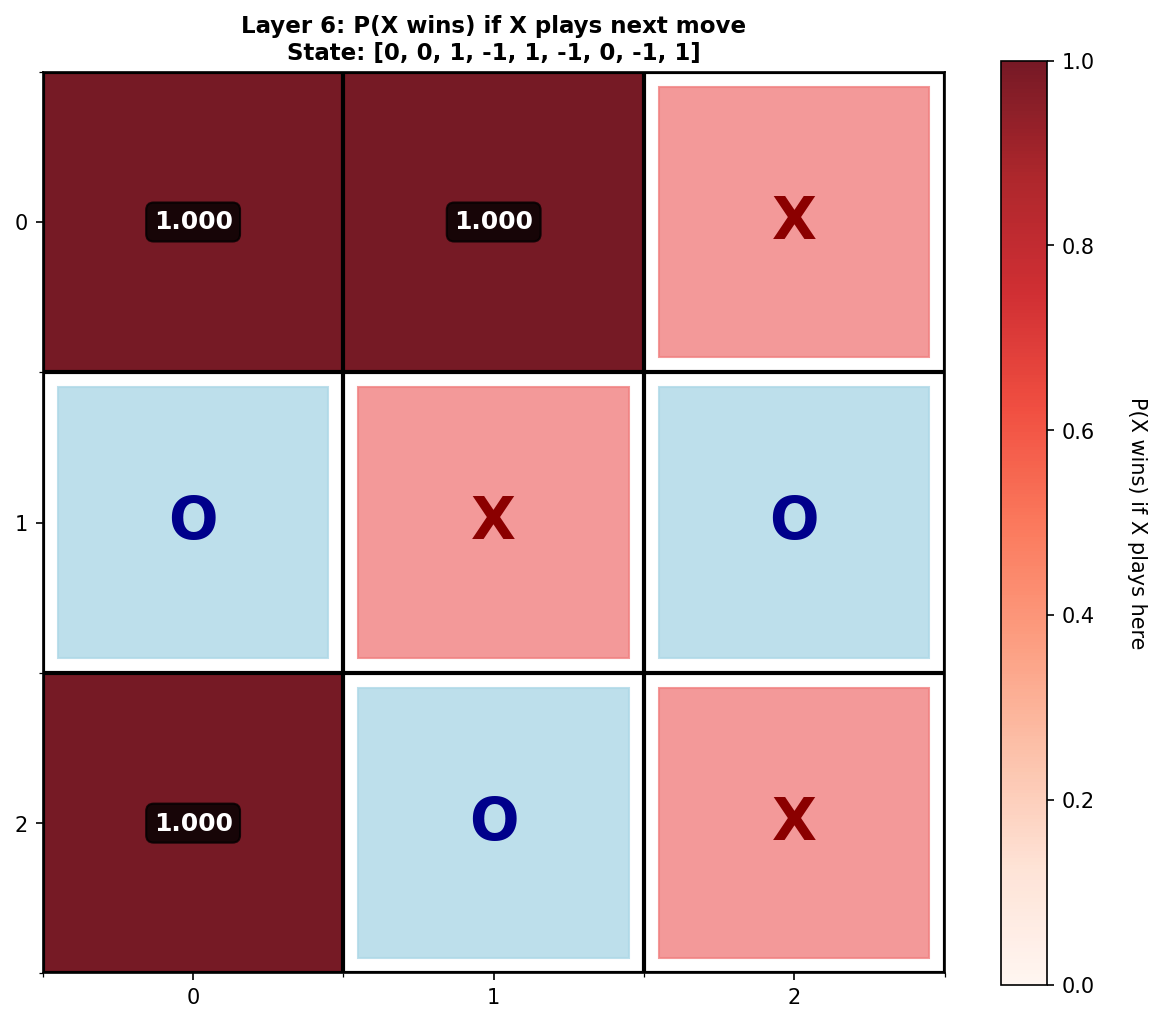 Layer 6: P(X wins) if X plays next move
State: [0, 0, 1, -1, 1, -1, 0, -1, 1]
0
1.000
1.000
X
1
O
X
O
2
1.000
O
X
0
1
2
1.0
0.8
0.6
0.4
0.2
0.0
P(X wins) if X plays here